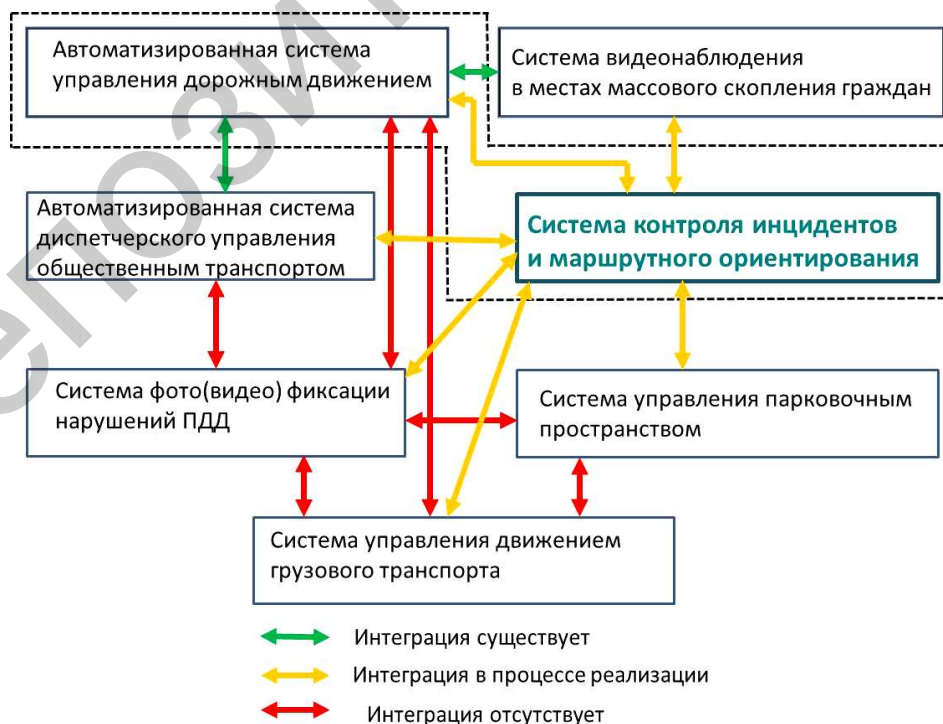 Автоматизированная система
управления дорожным движением
Система видеонаблюдения
в местах массового скопления граждан
Автоматизированная система
диспетчерского управления
общественным транспортом
Система контроля инцидентов
и маршрутного ориентирования
Система фото(видео) фиксации
нарушений ПДД
Система управления парковочным
пространством
Система управления движением
грузового транспорта
Интеграция существует
Интеграция в процессе реализации
Интеграция отсутствует